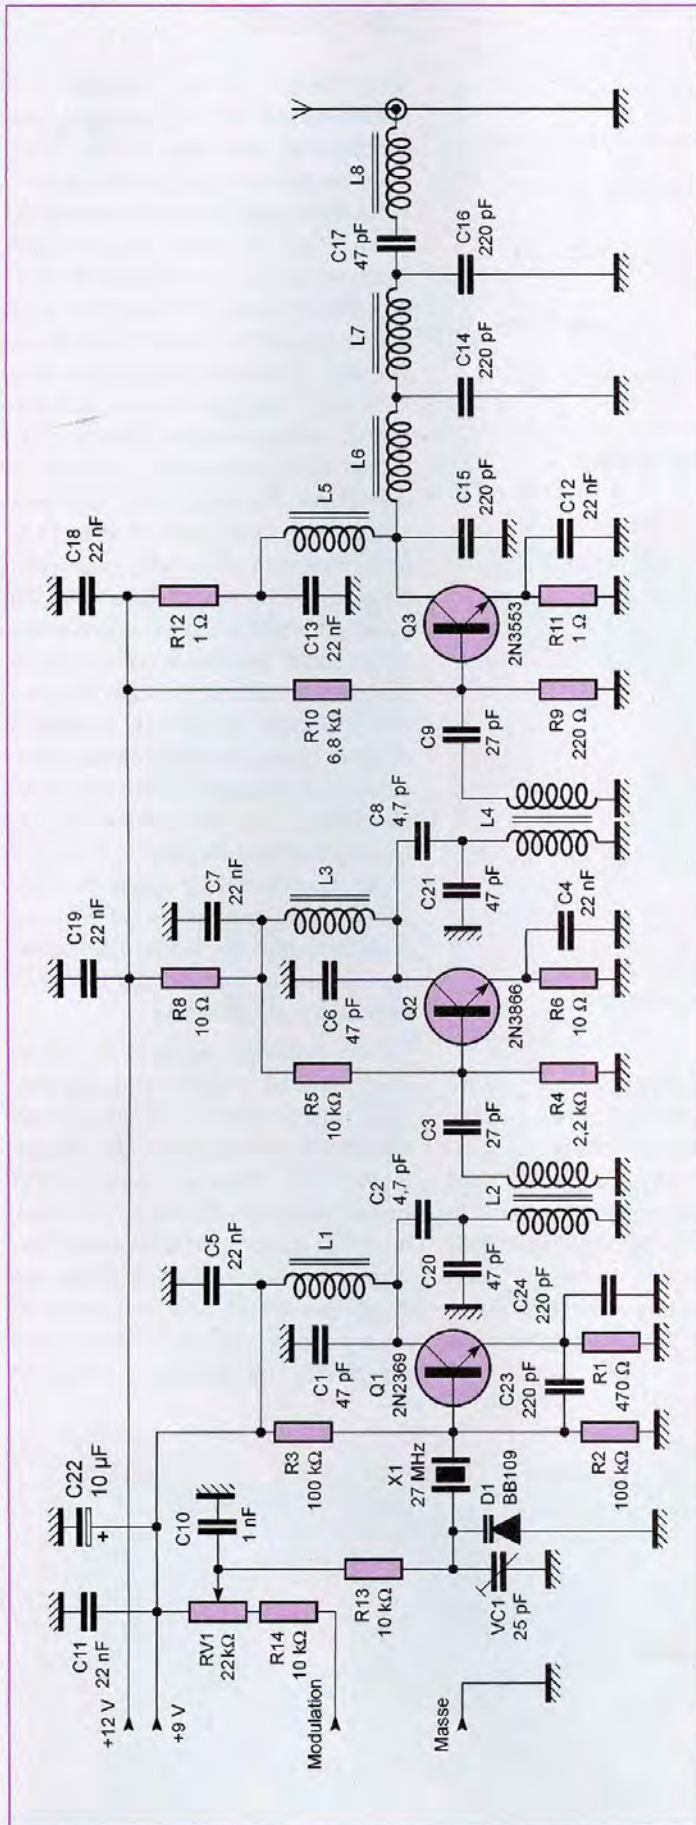 +12 V
+9 V
Modulation
Masse
C11
22 nF
C22
10 µF
+
RV1
22kΩ
R14
10 kΩ
C10
1 nF
R13
10 kΩ
VC1
25 pF
D1
BB109
X1
27 MHz
R3
100 kΩ
R2
100 kΩ
C5
22 nF
L1
C1
47 pF
Q1
2N2369
C23
220 pF
R1
470 Ω
C24
220 pF
C2
4,7 pF
C20
47 pF
L2
C3
27 pF
C19
22 nF
R8
10 Ω
C7
22 nF
R5
10 kΩ
R4
2,2 kΩ
C6
47 pF
L3
Q2
2N3866
R6
10 Ω
C4
22 nF
C8
4,7 pF
C21
47 pF
L4
C9
27 pF
C18
22 nF
R12
1 Ω
R10
6,8 kΩ
R9
220 Ω
C13
22 nF
L5
Q3
2N3553
R11
1 Ω
C12
22 nF
C15
220 pF
L6
C14
220 pF
L7
C16
220 pF
C17
47 pF
L8